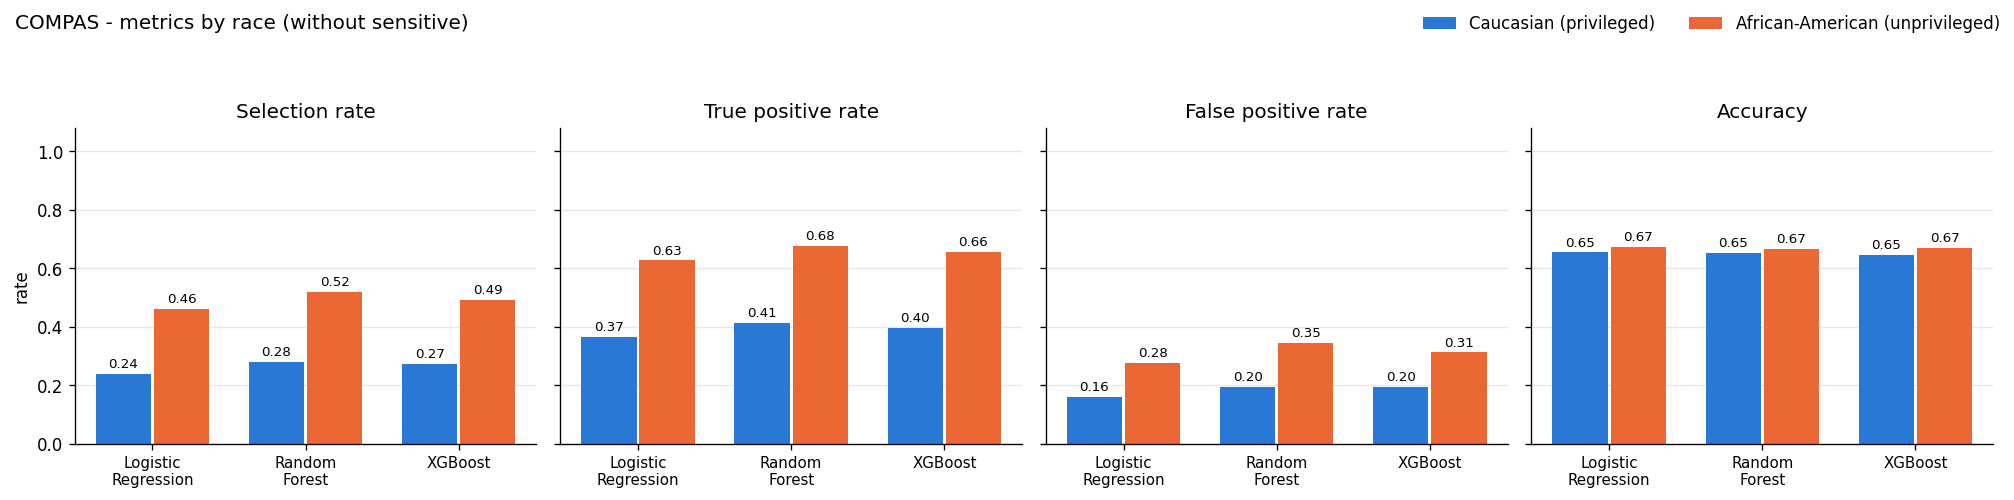 COMPAS - metrics by race (without sensitive)
Caucasian (privileged)
African-American (unprivileged)
Selection rate
rate
1.0
0.8
0.6
0.4
0.2
0.0
0.24
0.46
0.28
0.52
0.27
0.49
Logistic
Regression
Random
Forest
XGBoost
True positive rate
0.37
0.63
0.41
0.68
0.40
0.66
Logistic
Regression
Random
Forest
XGBoost
False positive rate
0.16
0.28
0.20
0.35
0.20
0.31
Logistic
Regression
Random
Forest
XGBoost
Accuracy
0.65
0.67
0.65
0.67
0.65
0.67
Logistic
Regression
Random
Forest
XGBoost